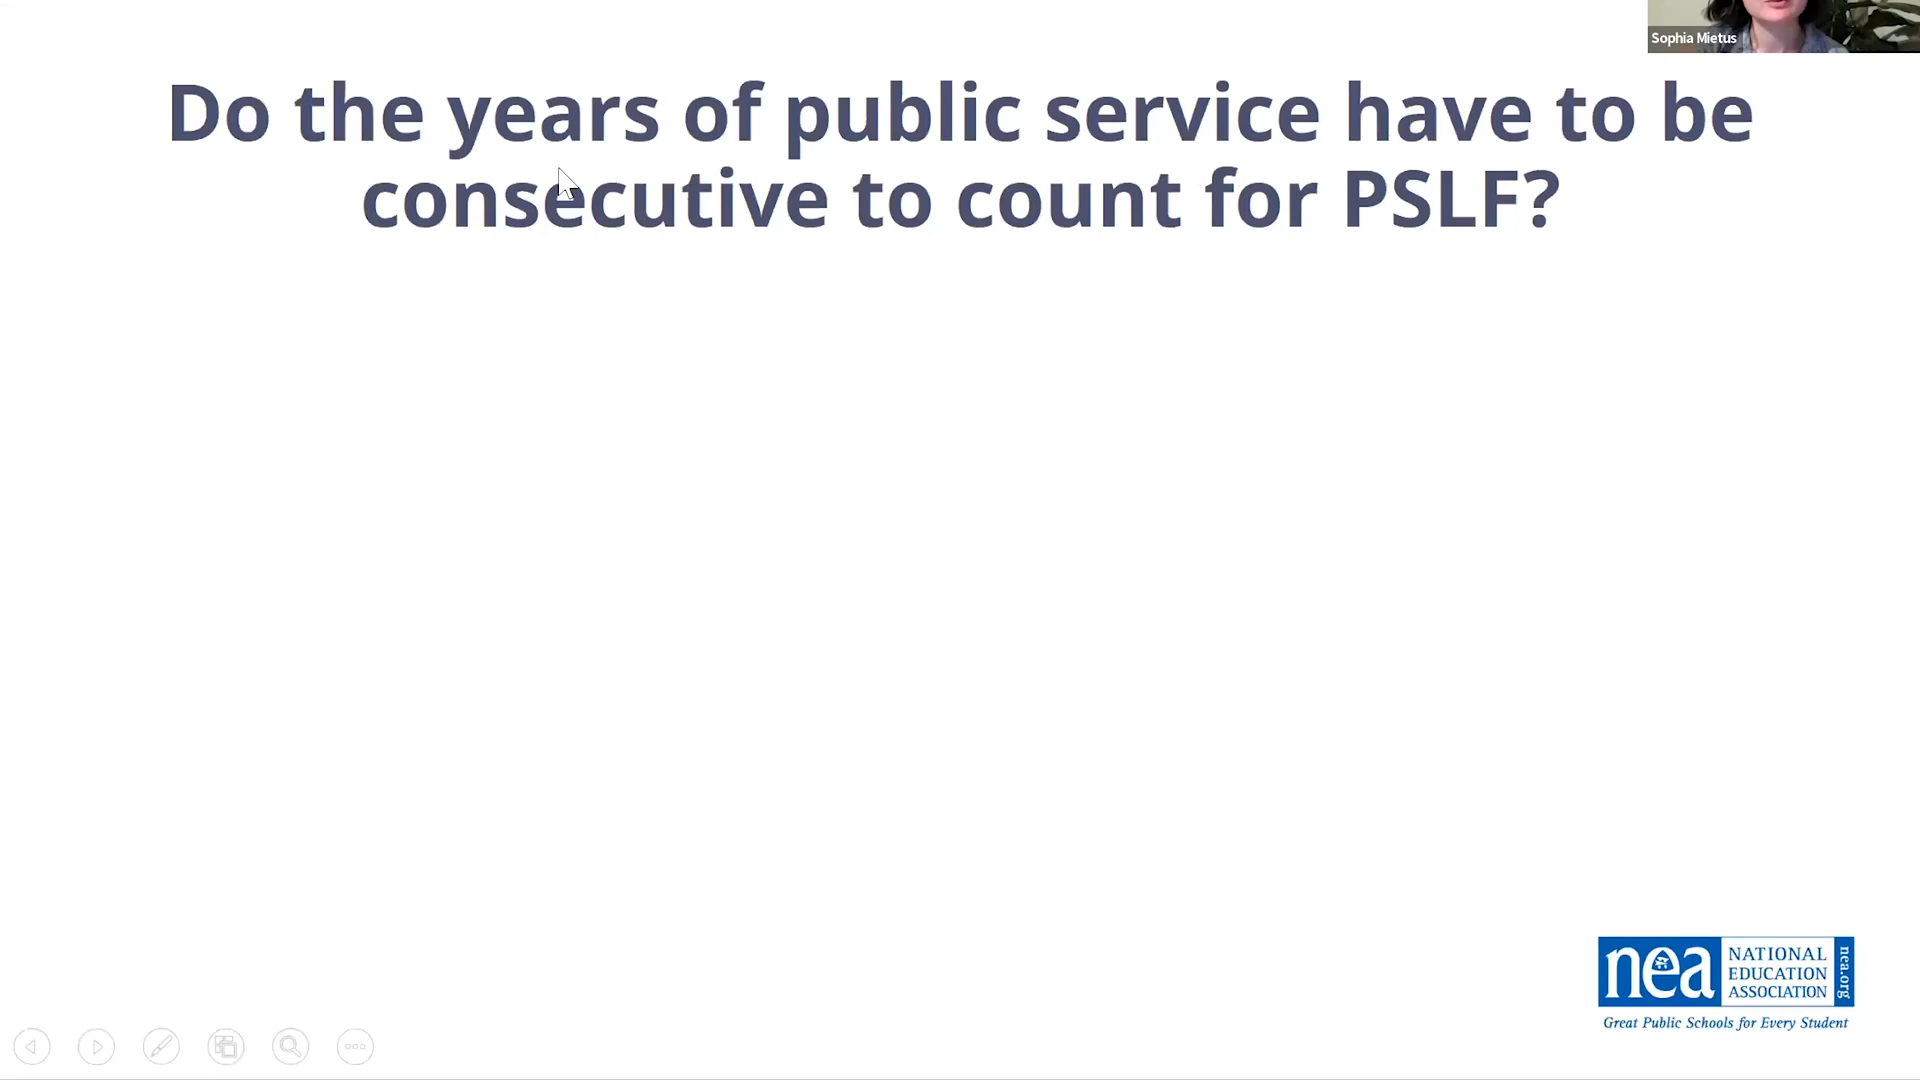 Sophia Mietus
Do the years of public service have to be
consecutive to count for PSLF?
nea
NATIONAL
EDUCATION
ASSOCIATION
nea.org
Great Public Schools for Every Student